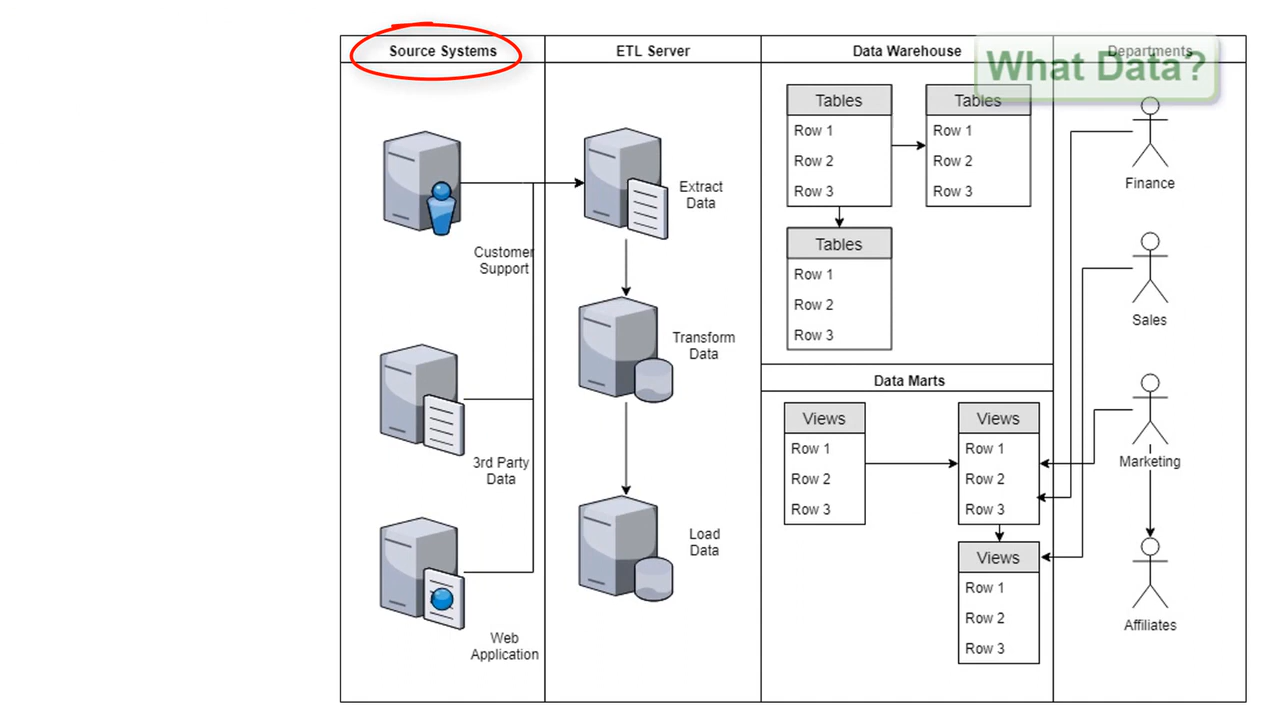 Source Systems
ETL Server
Data Warehouse
Departments
What Data?
Customer
Support
3rd Party
Data
Web
Application
Extract
Data
Transform
Data
Load
Data
Tables
Row 1
Row 2
Row 3
Tables
Row 1
Row 2
Row 3
Tables
Row 1
Row 2
Row 3
Data Marts
Views
Row 1
Row 2
Row 3
Views
Row 1
Row 2
Row 3
Views
Row 1
Row 2
Row 3
Finance
Sales
Marketing
Affiliates